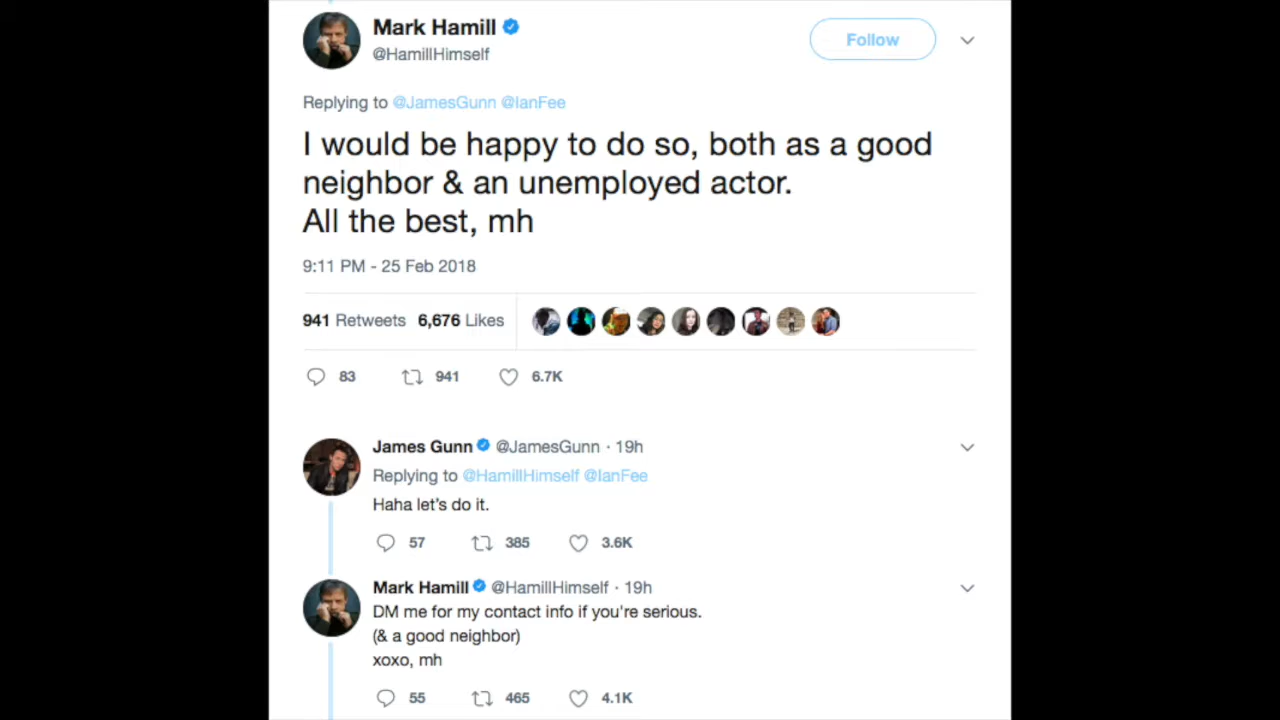 Mark Hamill
@HamillHimself
Follow
Replying to @JamesGunn @IanFee
I would be happy to do so, both as a good
neighbor & an unemployed actor.
All the best, mh
9:11 PM - 25 Feb 2018
941 Retweets 6,676 Likes
83 941 6.7K
James Gunn @JamesGunn · 19h
Replying to @HamillHimself @IanFee
Haha let's do it.
57 385 3.6K
Mark Hamill @HamillHimself · 19h
DM me for my contact info if you're serious.
(& a good neighbor)
xoxo, mh
55 465 4.1K